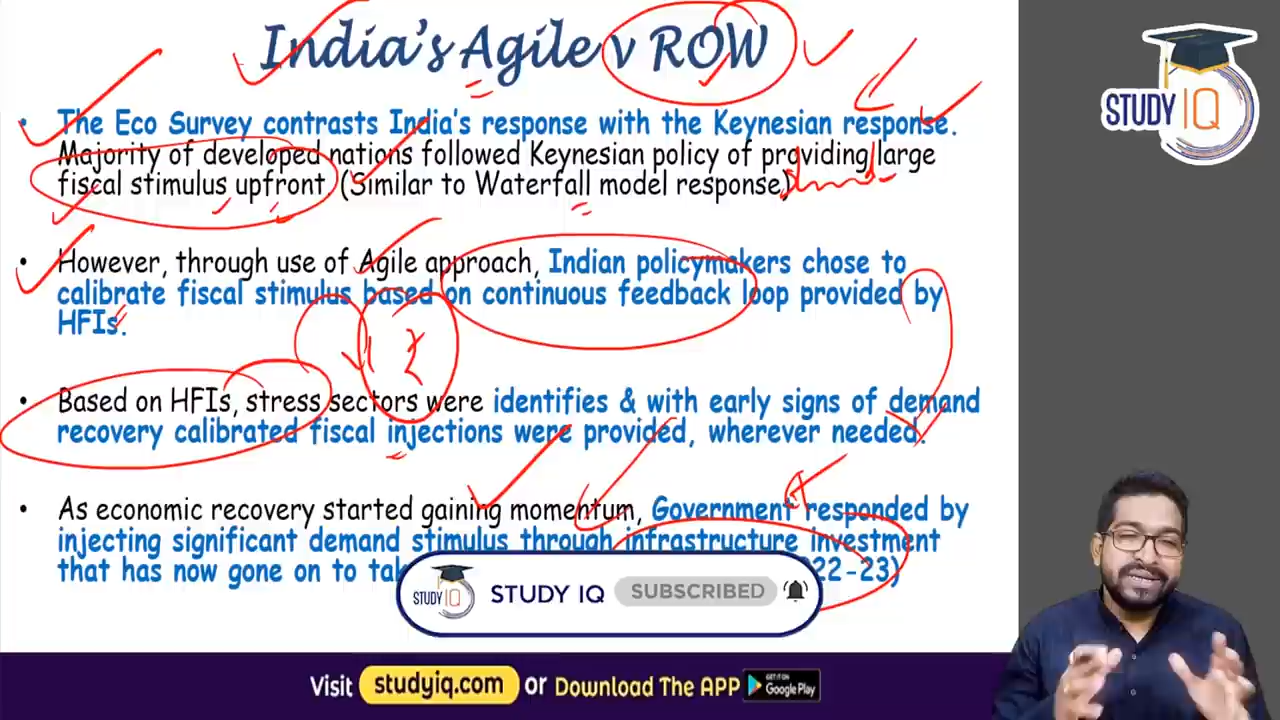 India's Agile v ROW
STUDY IQ
• The Eco Survey contrasts India's response with the Keynesian response.
Majority of developed nations followed Keynesian policy of providing large
fiscal stimulus upfront. (Similar to Waterfall model response)
• However, through use of Agile approach, Indian policymakers chose to
calibrate fiscal stimulus based on continuous feedback loop provided by
HFIs.
₹
• Based on HFIs, stress sectors were identifies & with early signs of demand
recovery calibrated fiscal injections were provided, wherever needed.
• As economic recovery started gaining momentum, Government responded by
injecting significant demand stimulus through infrastructure investment
that has now gone on to 22-23)
STUDY IQ STUDY IQ SUBSCRIBED
Visit studyiq.com or Download The APP GET IT ON Google Play